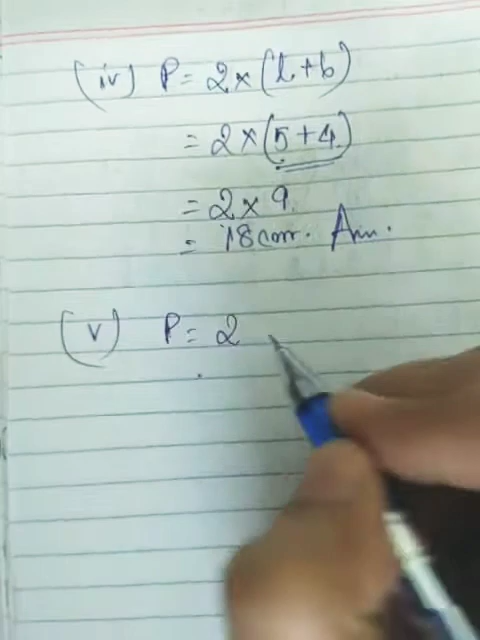 (iv) P = 2 × (l + b)
= 2 × (5 + 4)
= 2 × 9
= 18 cm. Ans.
(v) P = 2